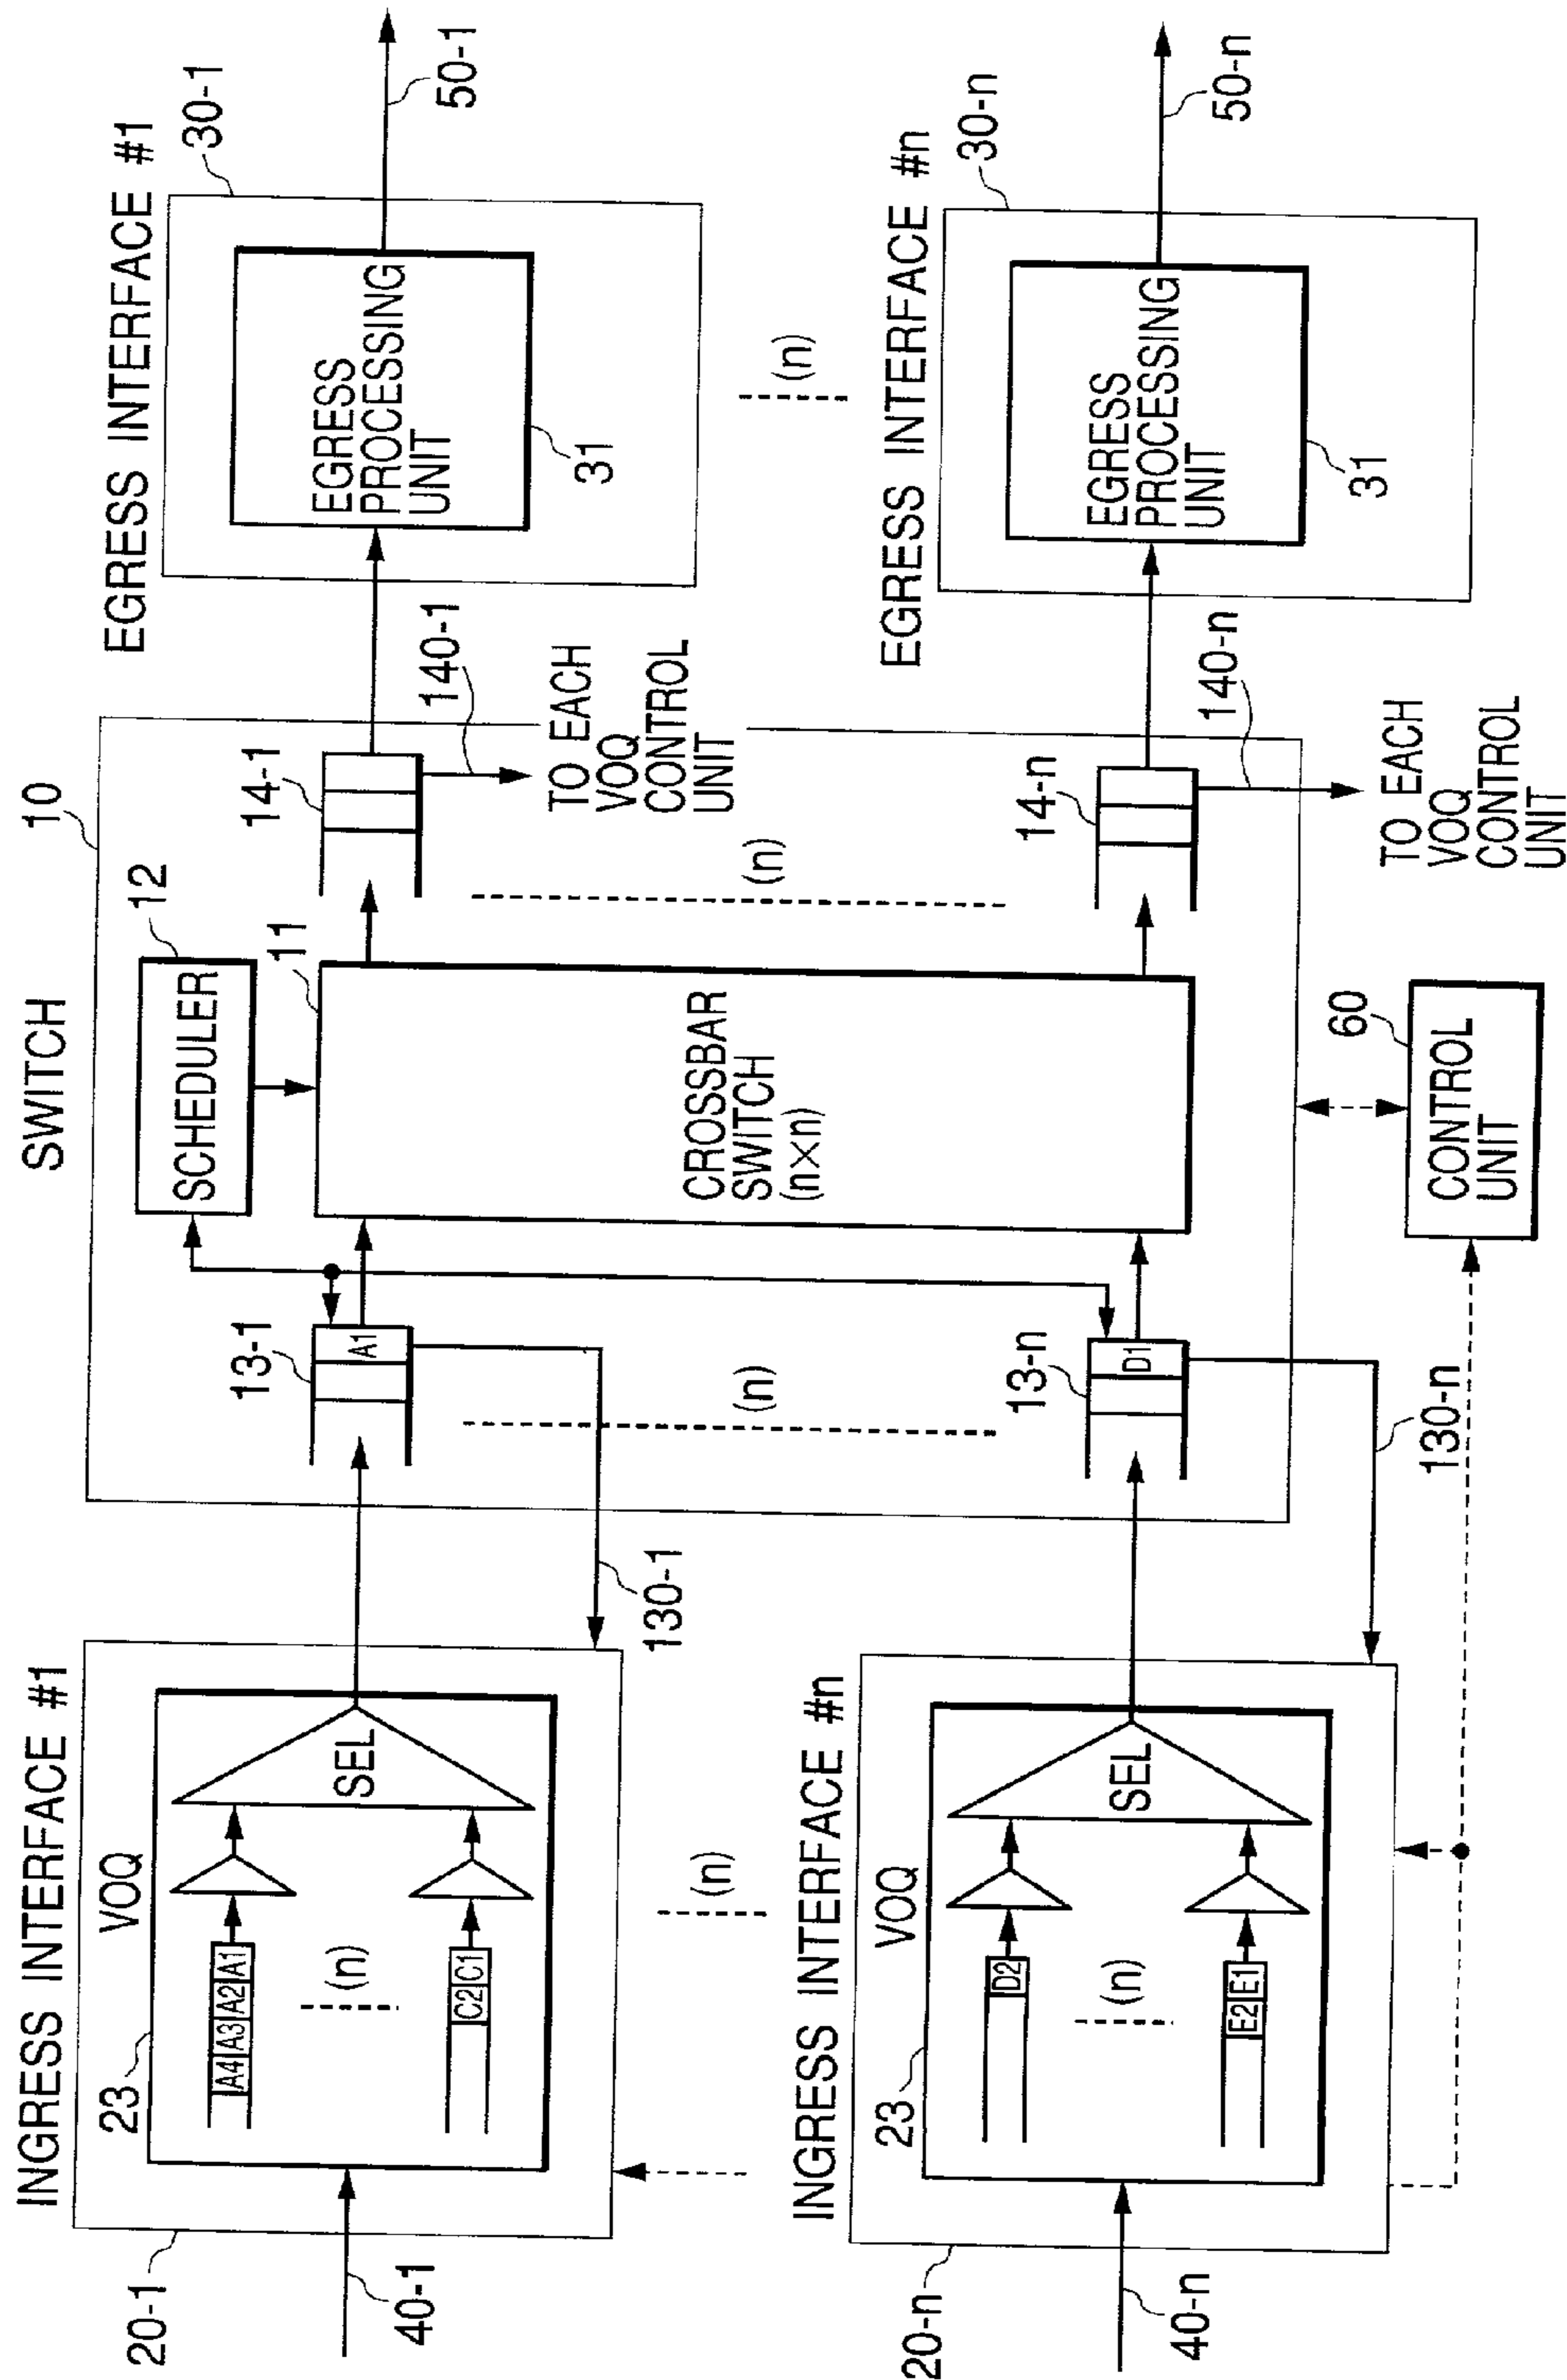 INGRESS INTERFACE #1
SWITCH
10
EGRESS INTERFACE #1
20-1
23
VOQ
A4 A3 A2 A1
(n)
C2 C1
SEL
40-1
130-1
13-1
A1
SCHEDULER
12
11
CROSSBAR
SWITCH
(n×n)
14-1
140-1
TO EACH
VOQ
CONTROL
UNIT
30-1
EGRESS
PROCESSING
UNIT
31
50-1
(n)
(n)
(n)
(n)
INGRESS INTERFACE #n
EGRESS INTERFACE #n
20-n
23
VOQ
D2
(n)
E2 E1
SEL
40-n
130-n
13-n
D1
14-n
140-n
TO EACH
VOQ
CONTROL
UNIT
30-n
EGRESS
PROCESSING
UNIT
31
50-n
60
CONTROL
UNIT